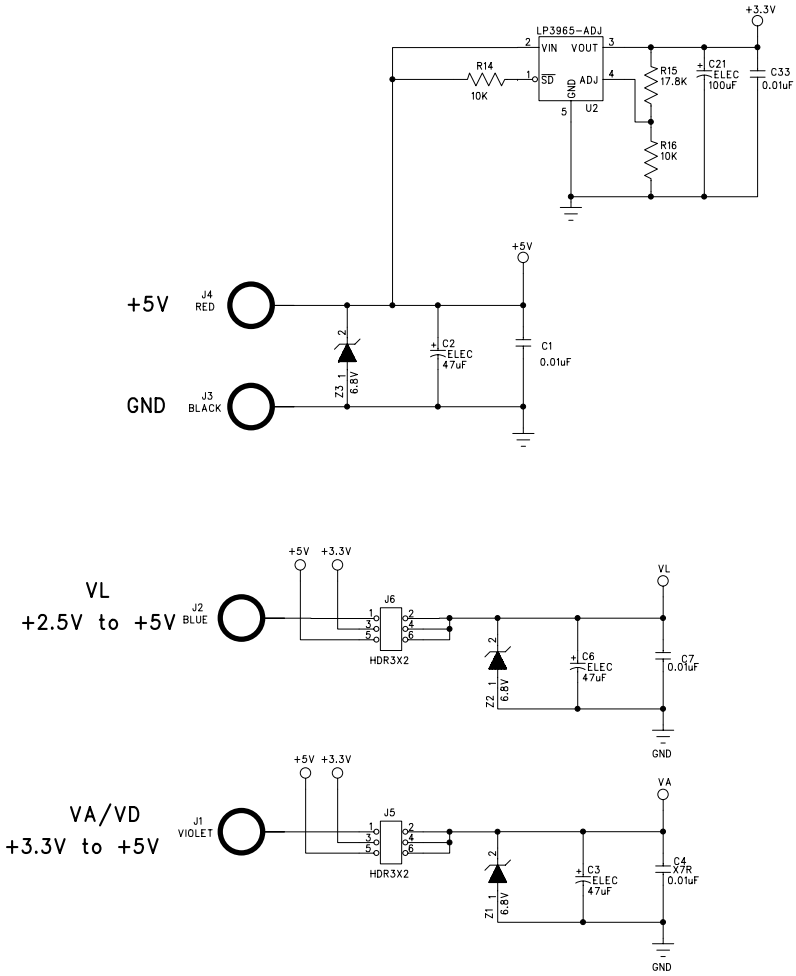 +3.3V
LP3965-ADJ
2 VIN VOUT 3
R14
1 SD ADJ 4
10K
GND
5
U2
R15
17.8K
+ C21
ELEC
100uF
C33
0.01uF
R16
10K
+5V
+5V
J4
RED
2
Z3 1
6.8V
+ C2
ELEC
47uF
C1
0.01uF
GND
J3
BLACK
+5V +3.3V
VL
VL
+2.5V to +5V
J2
BLUE
J6
1 2
3 4
5 6
HDR3X2
2
Z2 1
6.8V
+ C6
ELEC
47uF
C7
0.01uF
GND
+5V +3.3V
VA
VA/VD
+3.3V to +5V
J1
VIOLET
J5
1 2
3 4
5 6
HDR3X2
2
Z1 1
6.8V
+ C3
ELEC
47uF
C4
X7R
0.01uF
GND